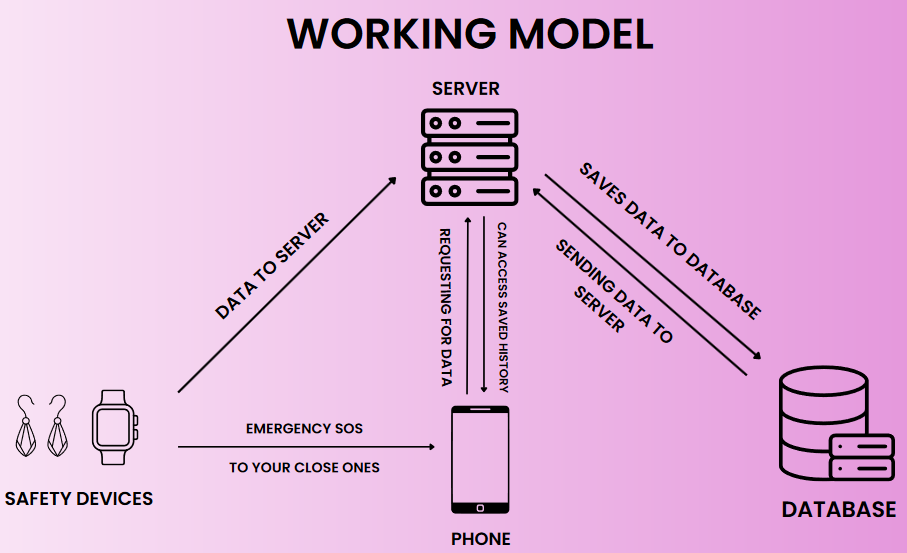 WORKING MODEL
SERVER
DATA TO SERVER
REQUESTING FOR DATA
CAN ACCESS SAVED HISTORY
SAVES DATA TO DATABASE
SENDING DATA TO
SERVER
EMERGENCY SOS
TO YOUR CLOSE ONES
SAFETY DEVICES
PHONE
DATABASE